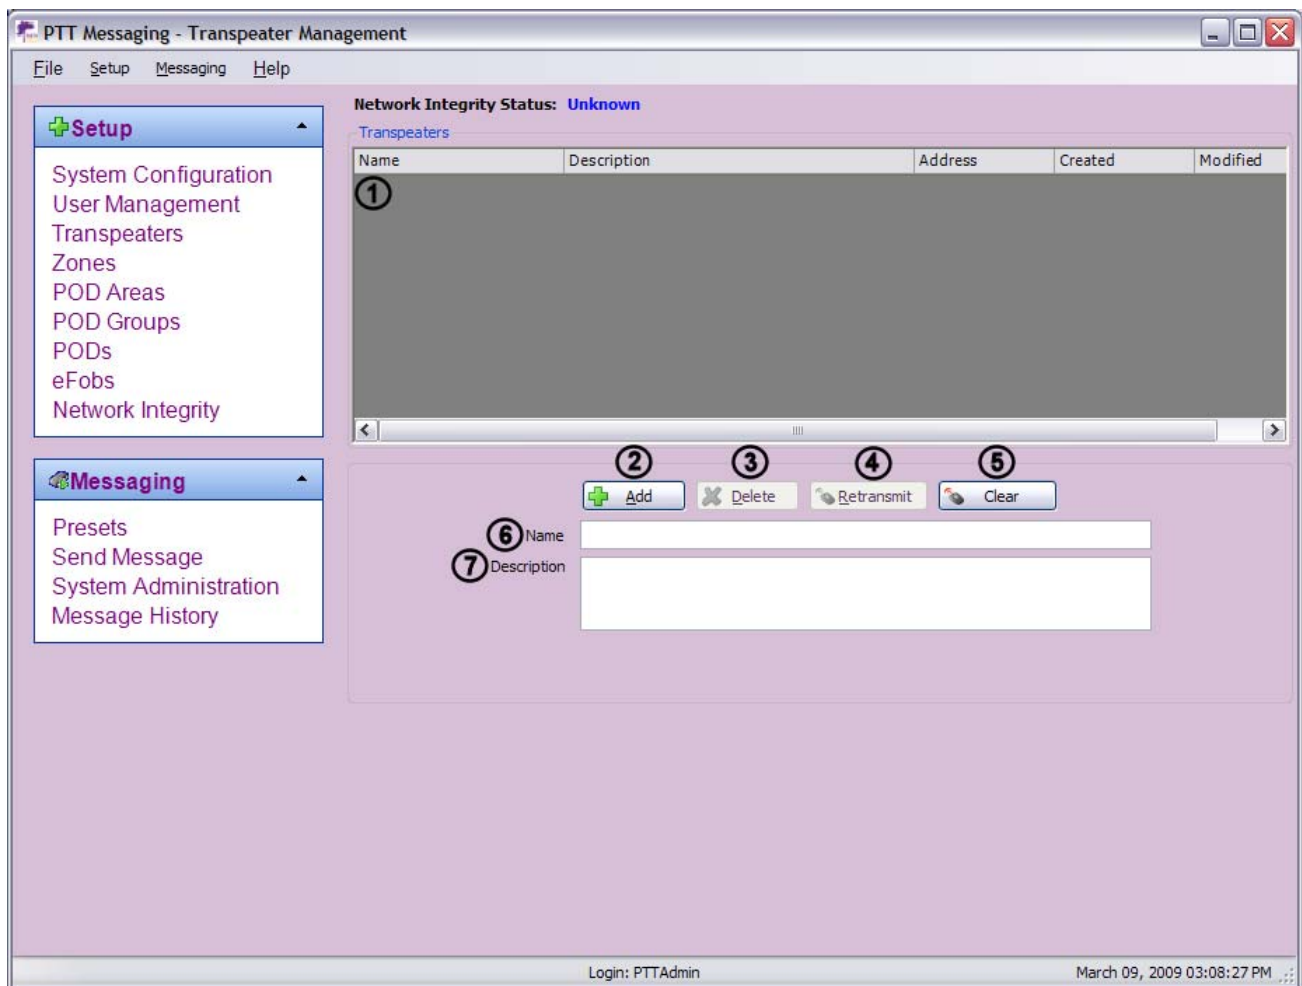 PTT Messaging - Transpeater Management
File Setup Messaging Help
Setup
System Configuration
User Management
Transpeaters
Zones
POD Areas
POD Groups
PODs
eFobs
Network Integrity
Messaging
Presets
Send Message
System Administration
Message History
Network Integrity Status: Unknown
Transpeaters
Name Description Address Created Modified
1
2 3 4 5
Add Delete Retransmit Clear
6 Name
7 Description
Login: PTTAdmin March 09, 2009 03:08:27 PM